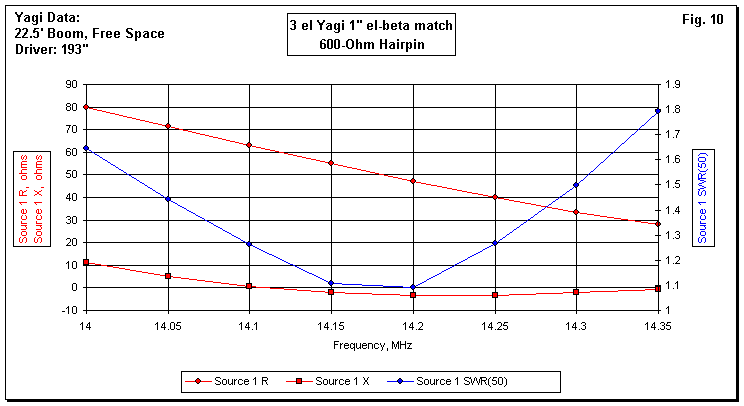 Yagi Data:
22.5' Boom, Free Space
Driver: 193"
3 el Yagi 1" el-beta match
600-Ohm Hairpin
Fig. 10
Source 1 R, ohms
Source 1 X, ohms
90
80
70
60
50
40
30
20
10
0
-10
1.9
1.8
1.7
1.6
1.5
1.4
1.3
1.2
1.1
1
Source 1 SWR(50)
14
14.05
14.1
14.15
14.2
14.25
14.3
14.35
Frequency, MHz
Source 1 R
Source 1 X
Source 1 SWR(50)